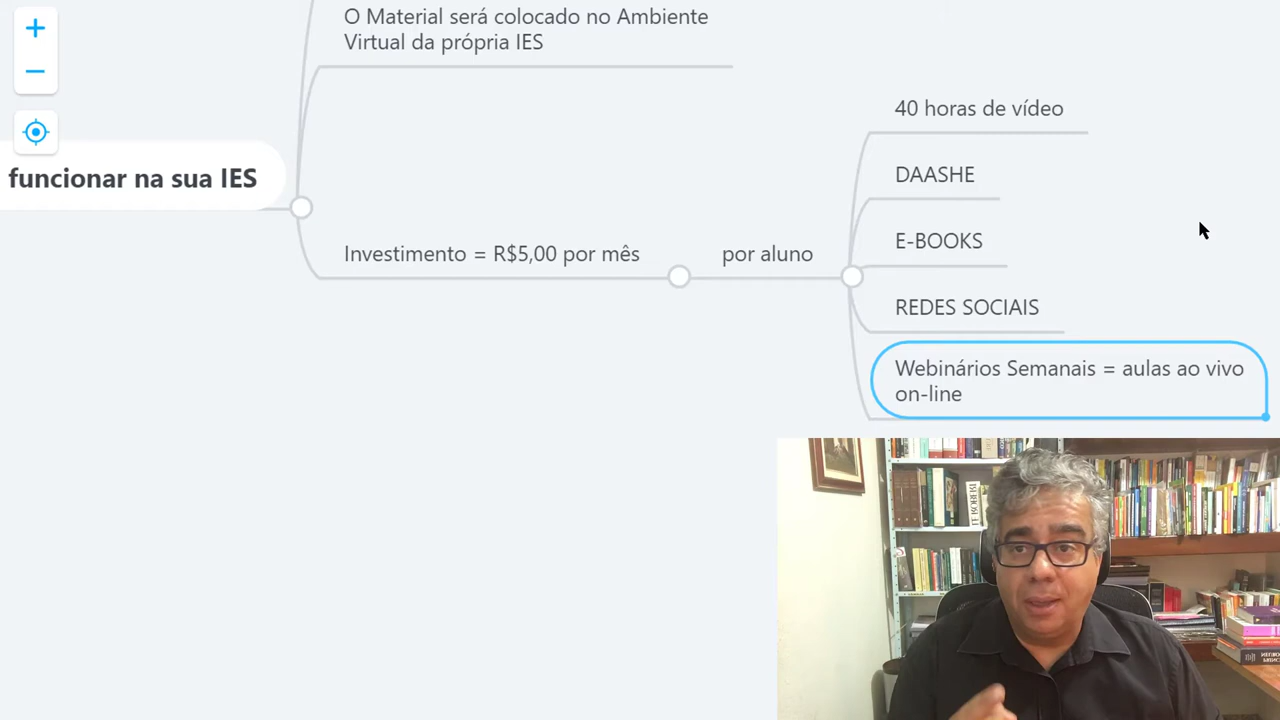 O Material será colocado no Ambiente
Virtual da própria IES
funcionar na sua IES
Investimento = R$5,00 por mês
por aluno
40 horas de vídeo
DAASHE
E-BOOKS
REDES SOCIAIS
Webinários Semanais = aulas ao vivo
on-line